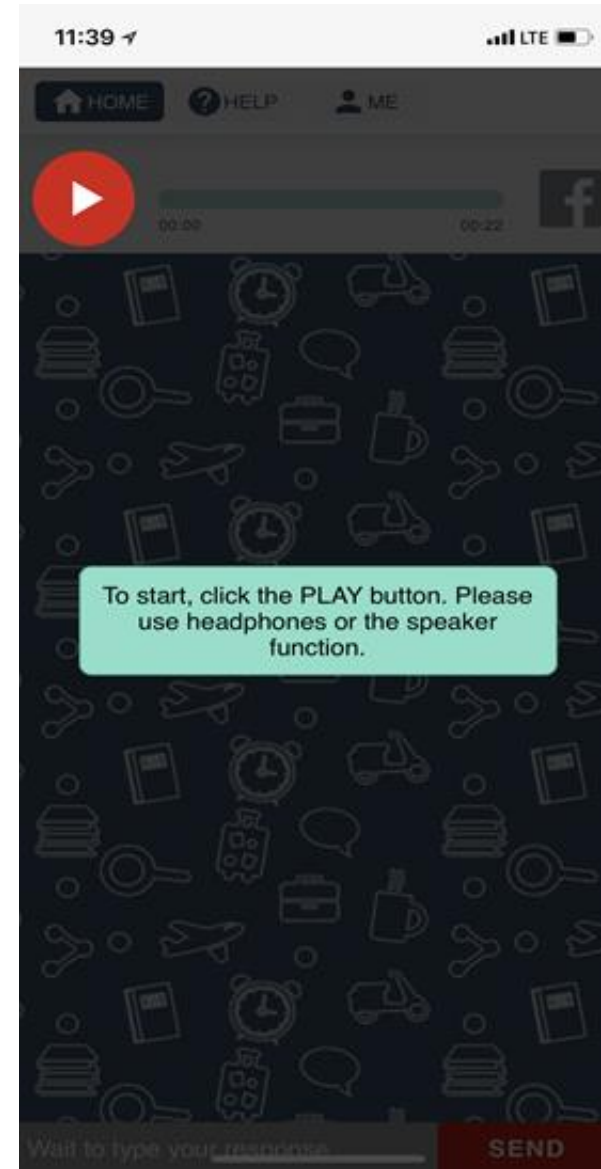 11:39
LTE
HOME HELP ME
00:00 00:22
To start, click the PLAY button. Please
use headphones or the speaker
function.
Wait to type your response
SEND